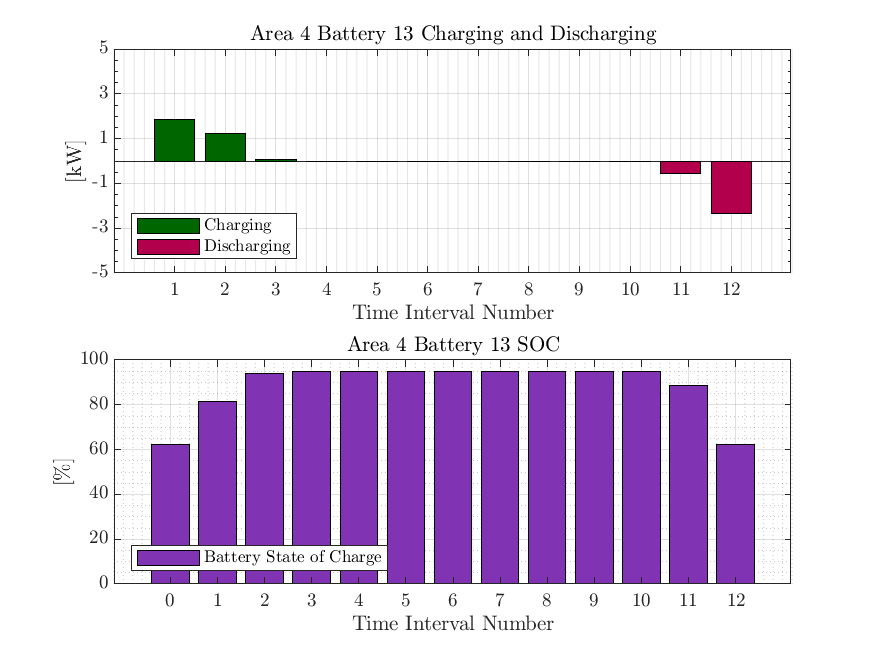 Area 4 Battery 13 Charging and Discharging
5
3
1
-1
-3
-5
[kW]
Charging
Discharging
1 2 3 4 5 6 7 8 9 10 11 12
Time Interval Number
Area 4 Battery 13 SOC
100
80
60
40
20
0
[%]
Battery State of Charge
0 1 2 3 4 5 6 7 8 9 10 11 12
Time Interval Number